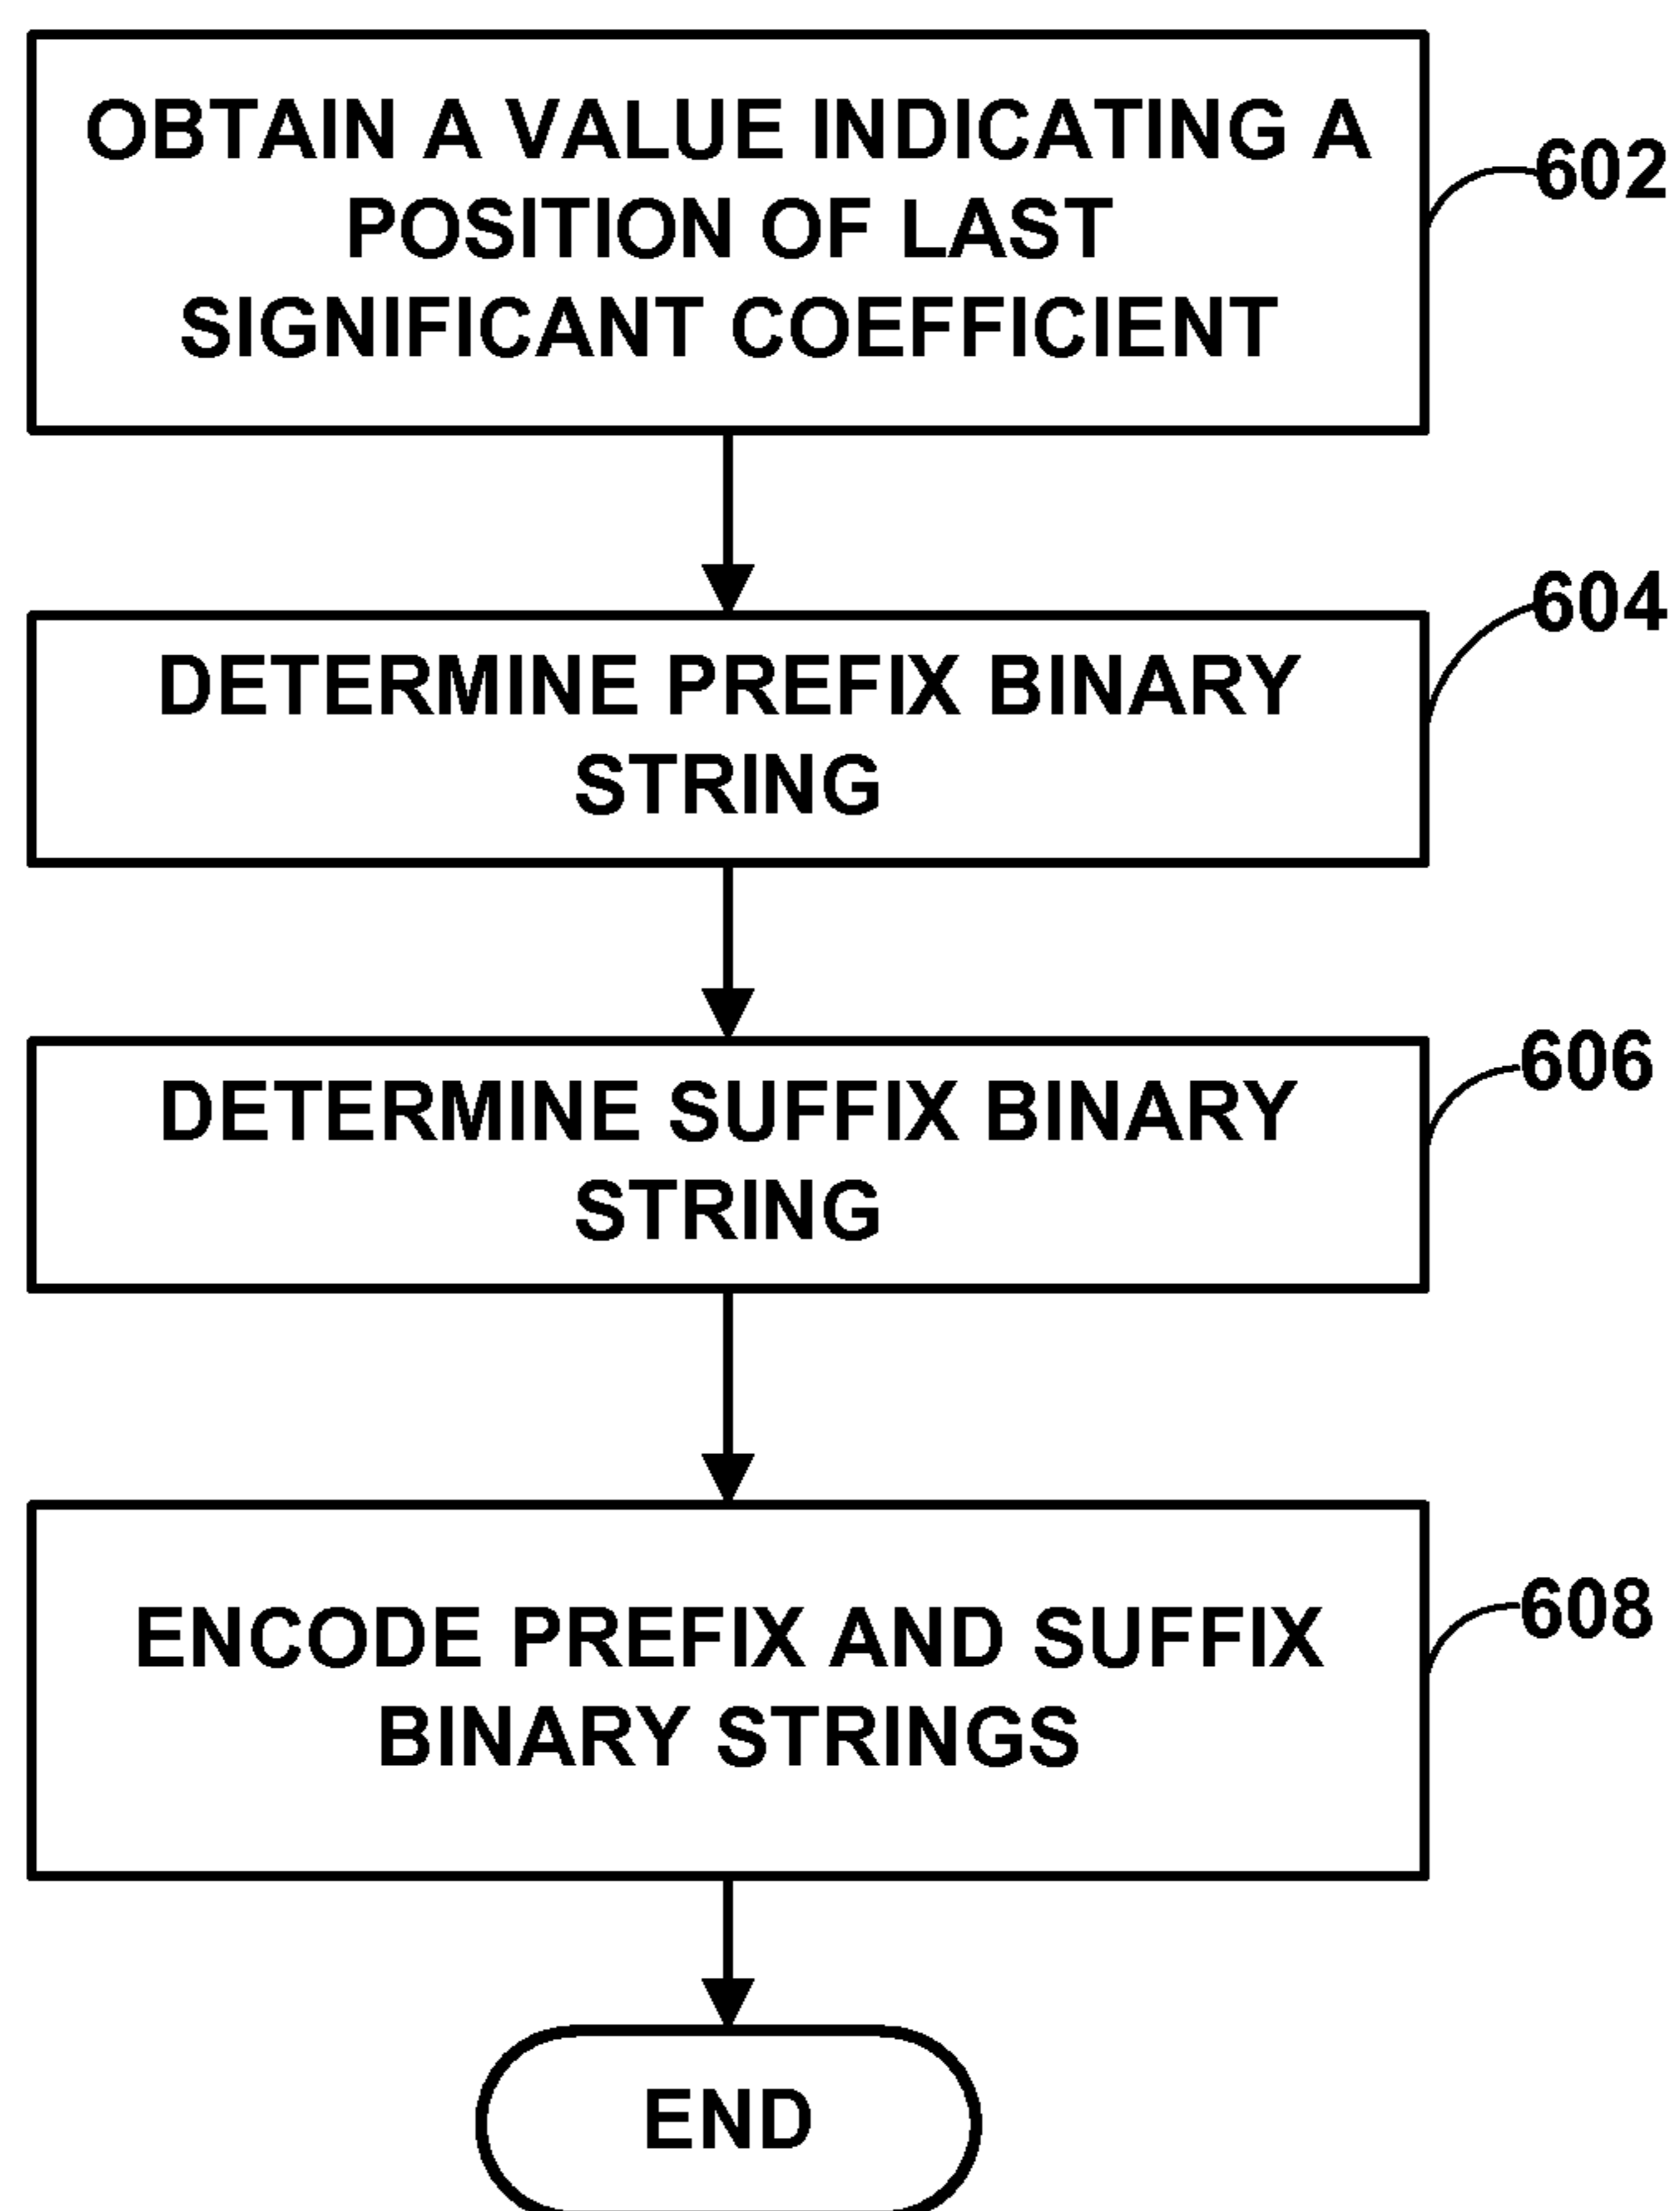 OBTAIN A VALUE INDICATING A
POSITION OF LAST
SIGNIFICANT COEFFICIENT
602
DETERMINE PREFIX BINARY
STRING
604
DETERMINE SUFFIX BINARY
STRING
606
ENCODE PREFIX AND SUFFIX
BINARY STRINGS
608
END